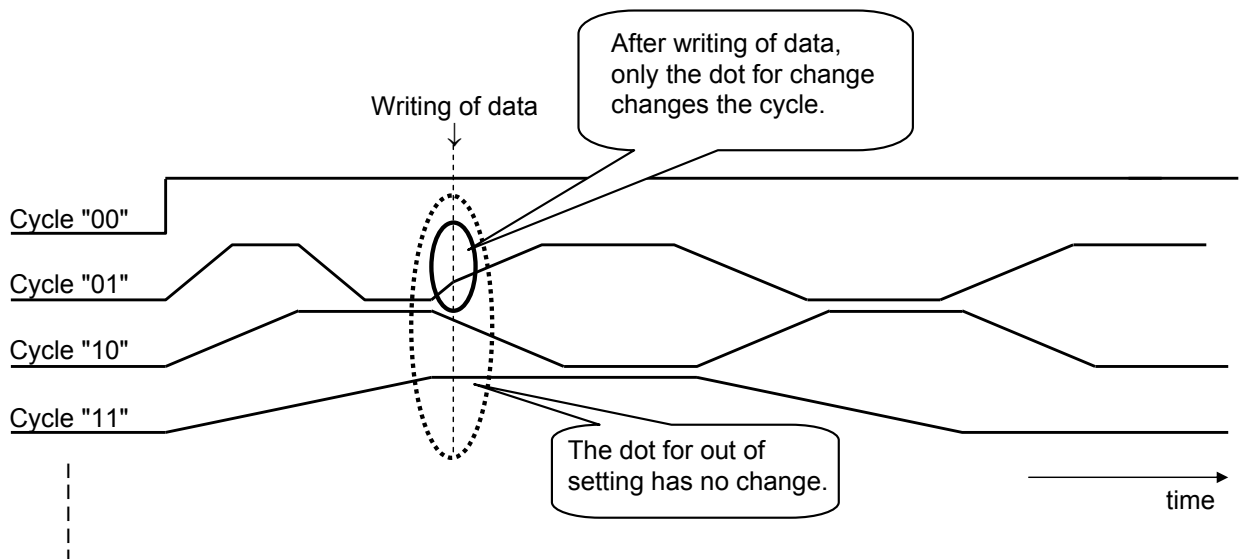 After writing of data,
only the dot for change
changes the cycle.
Writing of data
Cycle "00"
Cycle "01"
Cycle "10"
Cycle "11"
The dot for out of
setting has no change.
time